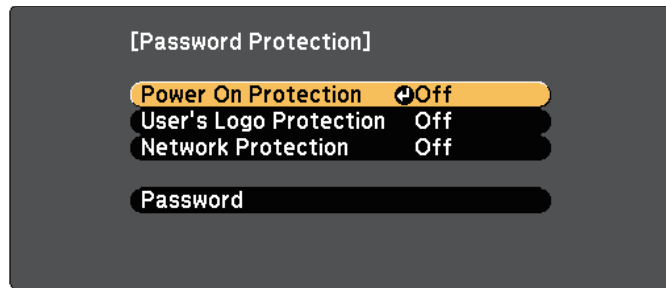 [Password Protection]
Power On Protection Off
User's Logo Protection Off
Network Protection Off
Password